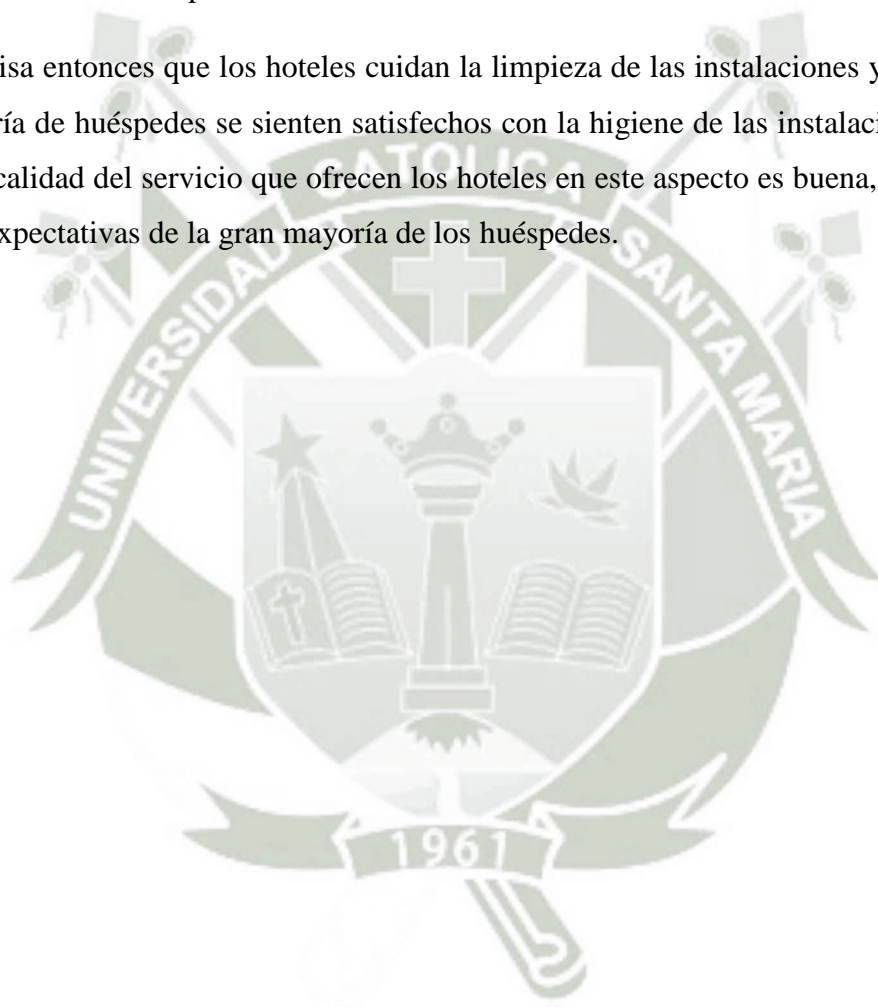 isa entonces que los hoteles cuidan la limpieza de las instalaciones y
ría de huéspedes se sienten satisfechos con la higiene de las instalaci
calidad del servicio que ofrecen los hoteles en este aspecto es buena,
xpectativas de la gran mayoría de los huéspedes.
UNIVERSIDAD CATOLICA SANTA MARIA
1961